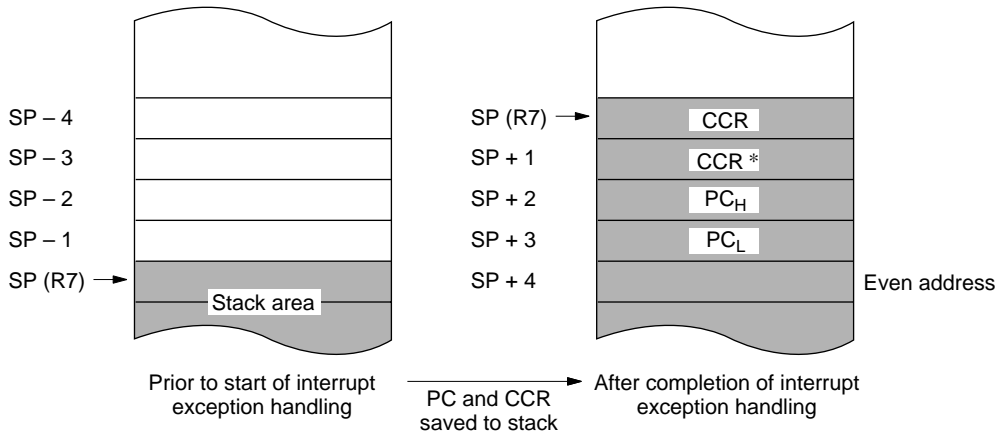 SP – 4
SP – 3
SP – 2
SP – 1
SP (R7)
Stack area
SP (R7)
SP + 1
SP + 2
SP + 3
SP + 4
CCR
CCR *
PCH
PCL
Even address
Prior to start of interrupt
exception handling
PC and CCR
saved to stack
After completion of interrupt
exception handling